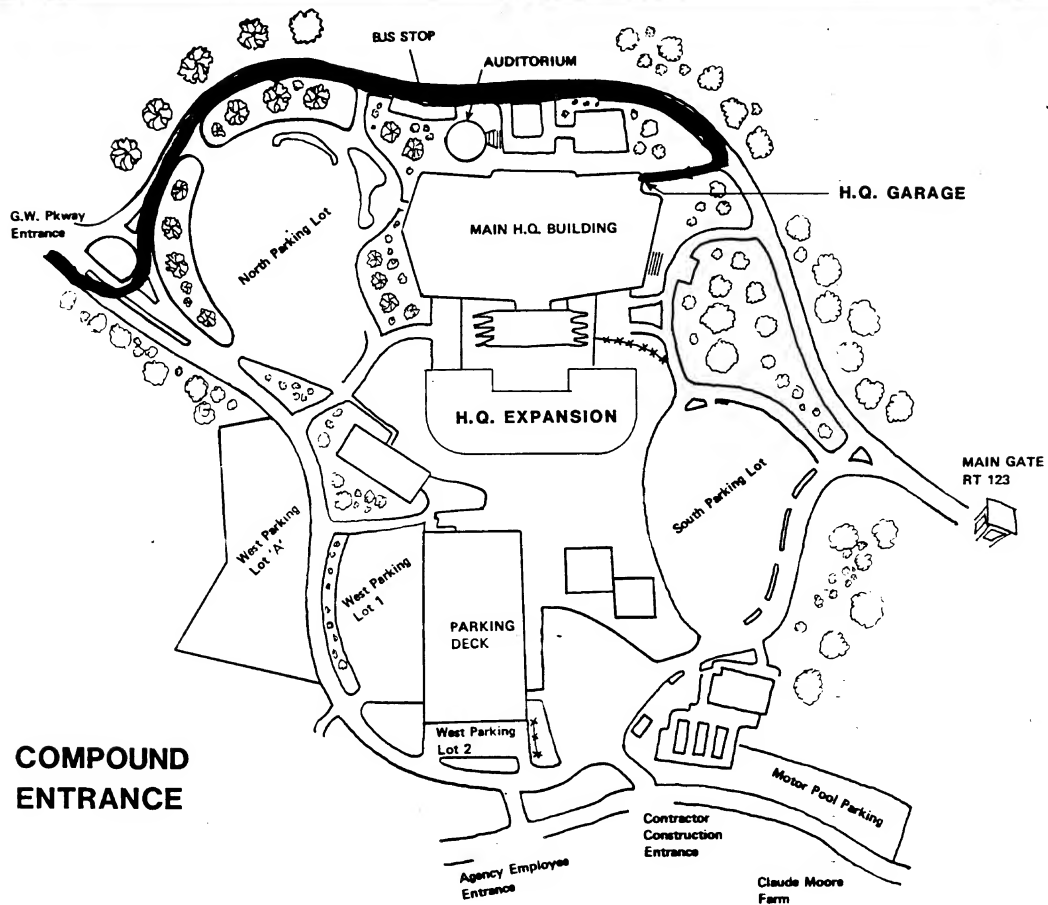 BJS STOP
AUDITORIUM
G.W. Pkway
Entrance
North Parking Lot
MAIN H.Q. BUILDING
H.Q. GARAGE
H.Q. EXPANSION
MAIN GATE
RT 123
South Parking Lot
West Parking
Lot 'A'
West Parking
Lot 1
PARKING
DECK
West Parking
Lot 2
COMPOUND
ENTRANCE
Motor Pool Parking
Contractor
Construction
Entrance
Agency Employee
Entrance
Claude Moore
Farm